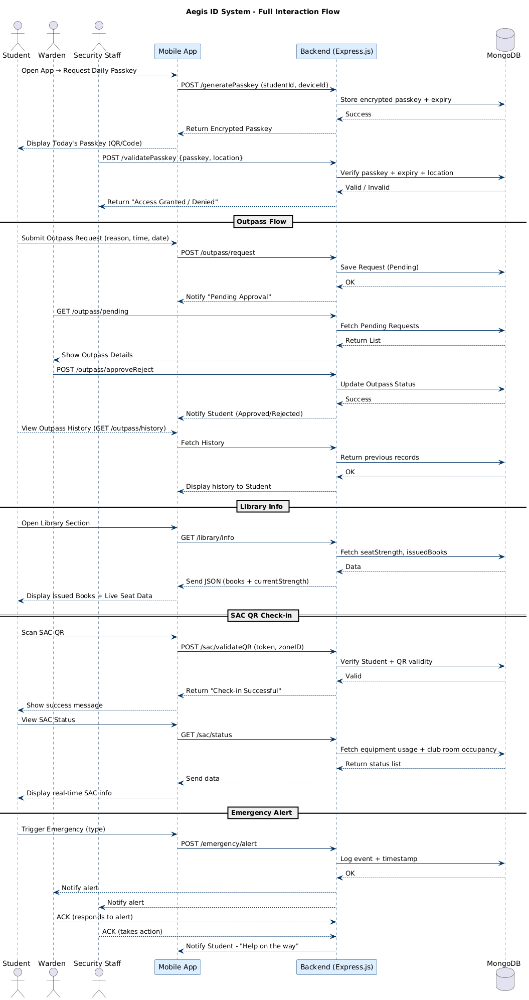 Aegis ID System - Full Interaction Flow
Student
Warden
Security Staff
Mobile App
Backend (Express.js)
MongoDB
Open App → Request Daily Passkey
POST /generatePasskey (studentId, deviceId)
Store encrypted passkey + expiry
Success
Return Encrypted Passkey
Display Today's Passkey (QR/Code)
POST /validatePasskey {passkey, location}
Verify passkey + expiry + location
Valid / Invalid
Return "Access Granted / Denied"
Outpass Flow
Submit Outpass Request (reason, time, date)
POST /outpass/request
Save Request (Pending)
OK
Notify "Pending Approval"
GET /outpass/pending
Fetch Pending Requests
Return List
Show Outpass Details
POST /outpass/approveReject
Update Outpass Status
Success
Notify Student (Approved/Rejected)
View Outpass History (GET /outpass/history)
Fetch History
Return previous records
OK
Display history to Student
Library Info
Open Library Section
GET /library/info
Fetch seatStrength, issuedBooks
Data
Send JSON (books + currentStrength)
Display Issued Books + Live Seat Data
SAC QR Check-in
Scan SAC QR
POST /sac/validateQR (token, zoneID)
Verify Student + QR validity
Valid
Return "Check-in Successful"
Show success message
View SAC Status
GET /sac/status
Fetch equipment usage + club room occupancy
Return status list
Send data
Display real-time SAC info
Emergency Alert
Trigger Emergency (type)
POST /emergency/alert
Log event + timestamp
OK
Notify alert
Notify alert
ACK (responds to alert)
ACK (takes action)
Notify Student - "Help on the way"
Student
Warden
Security Staff
Mobile App
Backend (Express.js)
MongoDB